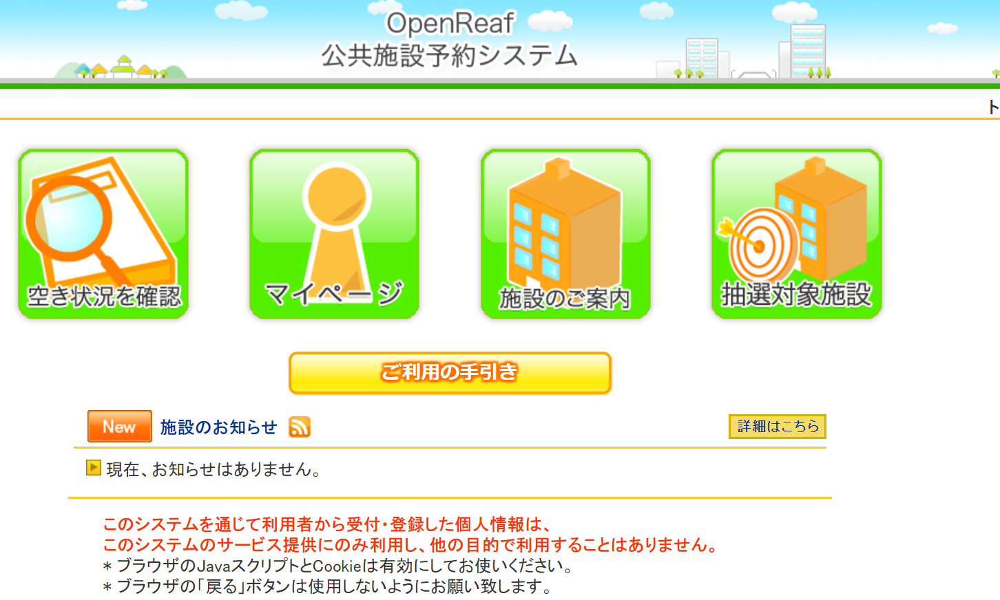 OpenReaf
公共施設予約システム
ト
空き状況を確認
マイページ
施設のご案内
抽選対象施設
ご利用の手引き
New 施設のお知らせ 詳細はこちら
現在、お知らせはありません。
このシステムを通じて利用者から受付・登録した個人情報は、
このシステムのサービス提供にのみ利用し、他の目的で利用することはありません。
* ブラウザのJavaスクリプトとCookieは有効にしてお使いください。
* ブラウザの「戻る」ボタンは使用しないようにお願い致します。